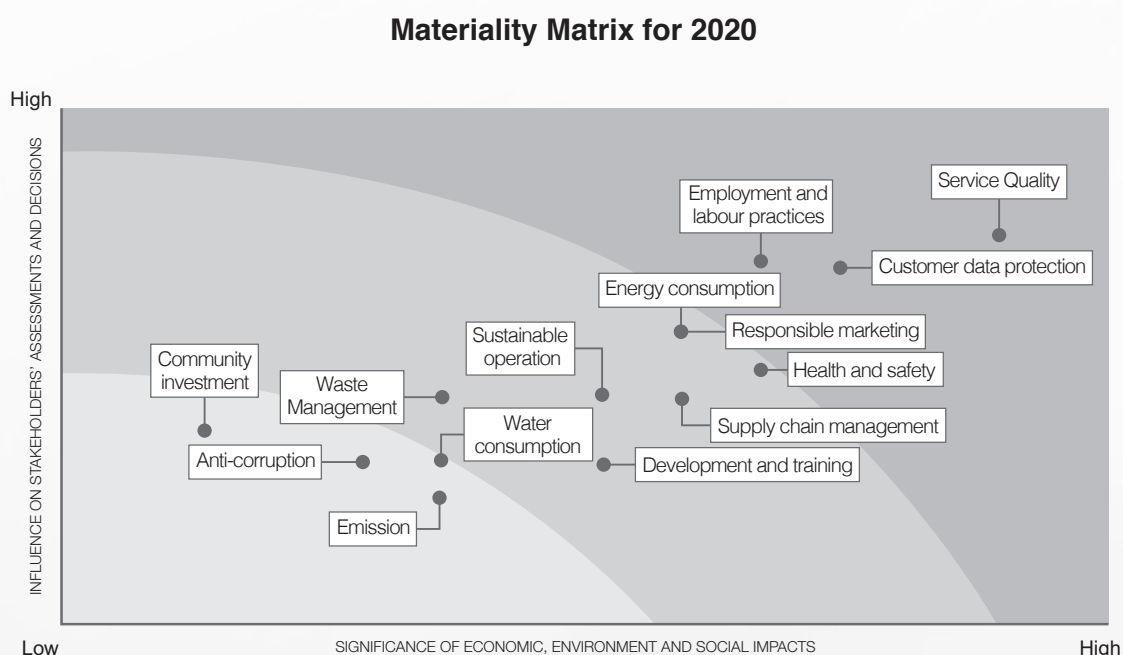 Materiality Matrix for 2020
High
INFLUENCE ON STAKEHOLDERS' ASSESSMENTS AND DECISIONS
Service Quality
Employment and
labour practices
Customer data protection
Energy consumption
Responsible marketing
Sustainable
operation
Health and safety
Community
investment
Waste
Management
Water
consumption
Supply chain management
Anti-corruption
Development and training
Emission
Low
SIGNIFICANCE OF ECONOMIC, ENVIRONMENT AND SOCIAL IMPACTS
High